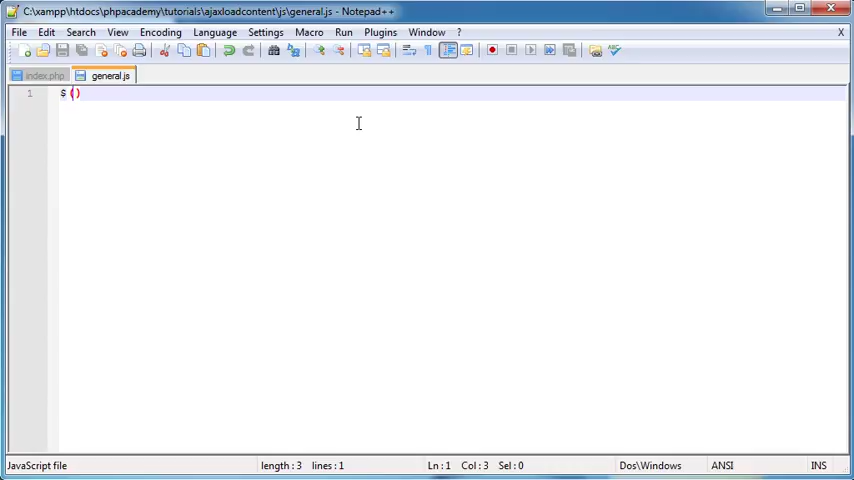 C:\xampp\htdocs\phpacademy\tutorials\ajaxloadcontent\js\general.js - Notepad++
File Edit Search View Encoding Language Settings Macro Run Plugins Window ? X
index.php general.js
1 $()
JavaScript file length : 3 lines : 1 Ln : 1 Col : 3 Sel : 0 Dos\Windows ANSI INS